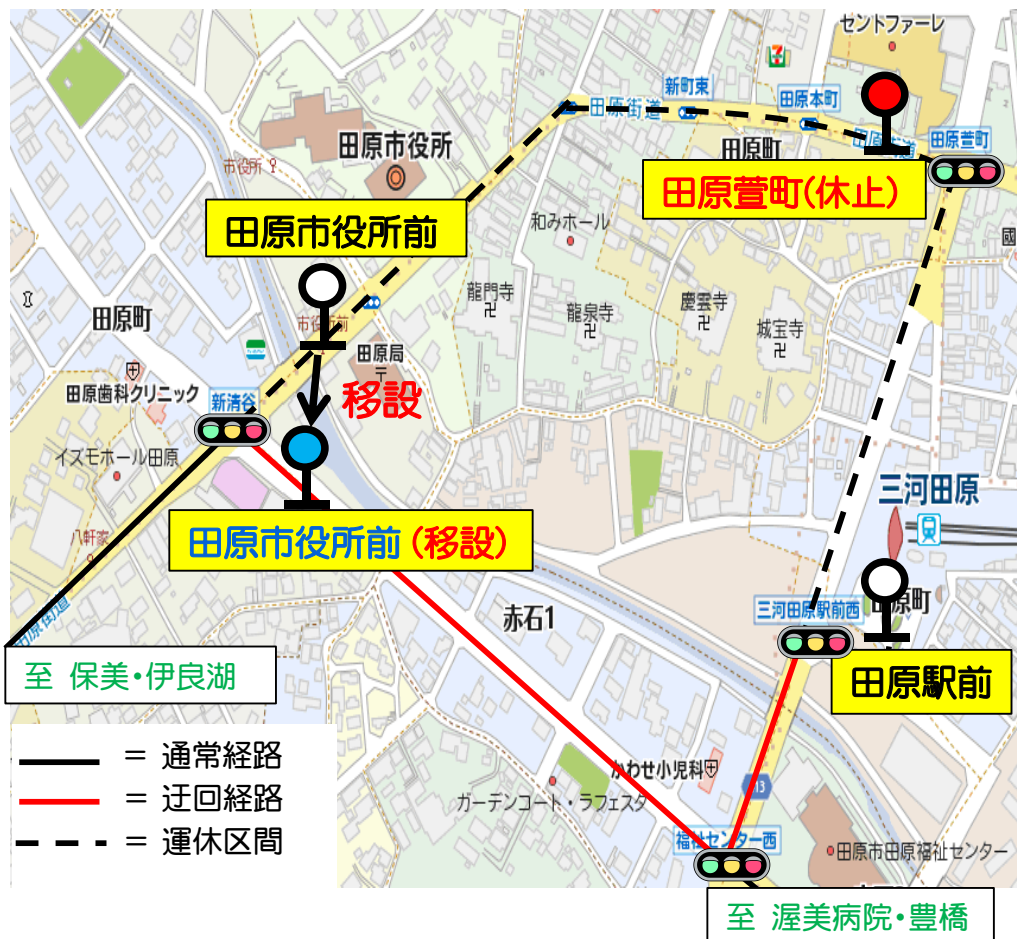 セントファーレ
新町東
田原本町
田原街道
田原萱町
田原町
田原萱町(休止)
田原市役所
市役所
田原市役所前
和みホール
龍門寺
龍泉寺
慶雲寺
城宝寺
田原町
市役所前
田原局
移設
田原歯科クリニック
新清谷
イズモホール田原
三河田原
八軒家
田原市役所前(移設)
田原街道
赤石1
三河田原駅前西
田原町
田原駅前
至 保美・伊良湖
= 通常経路
= 迂回経路
= 運休区間
かわせ小児科
ガーデンコート・ラフェスタ
13
福祉センター西
田原市田原福祉センター
至 渥美病院・豊橋